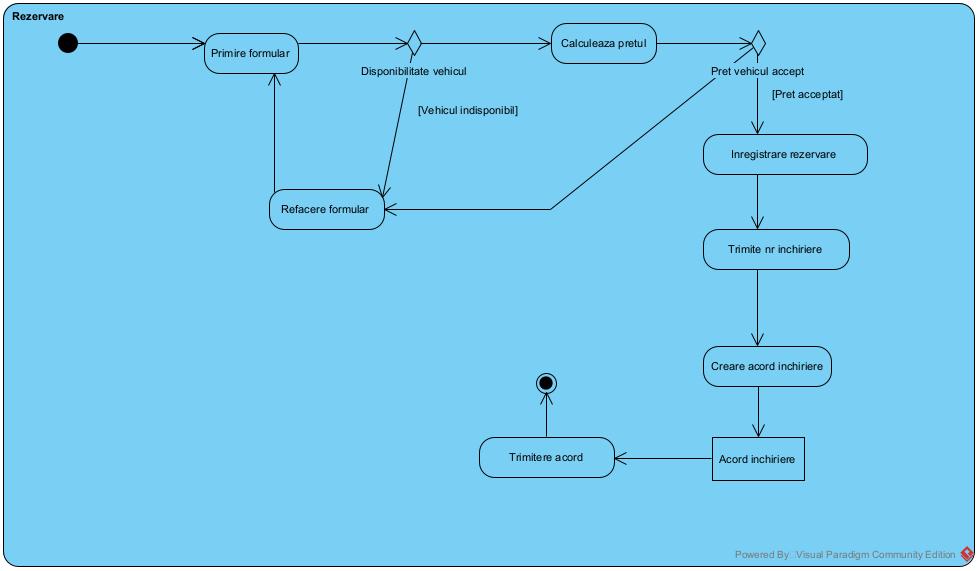 Rezervare
Primire formular
Disponibilitate vehicul
Calculeaza pretul
Pret vehicul accept
[Pret acceptat]
[Vehicul indisponibil]
Inregistrare rezervare
Refacere formular
Trimite nr inchiriere
Creare acord inchiriere
Acord inchiriere
Trimitere acord
Powered By Visual Paradigm Community Edition